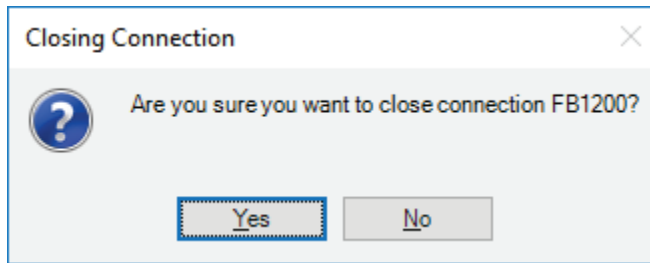 Closing Connection
Are you sure you want to close connection FB1200?
Yes No